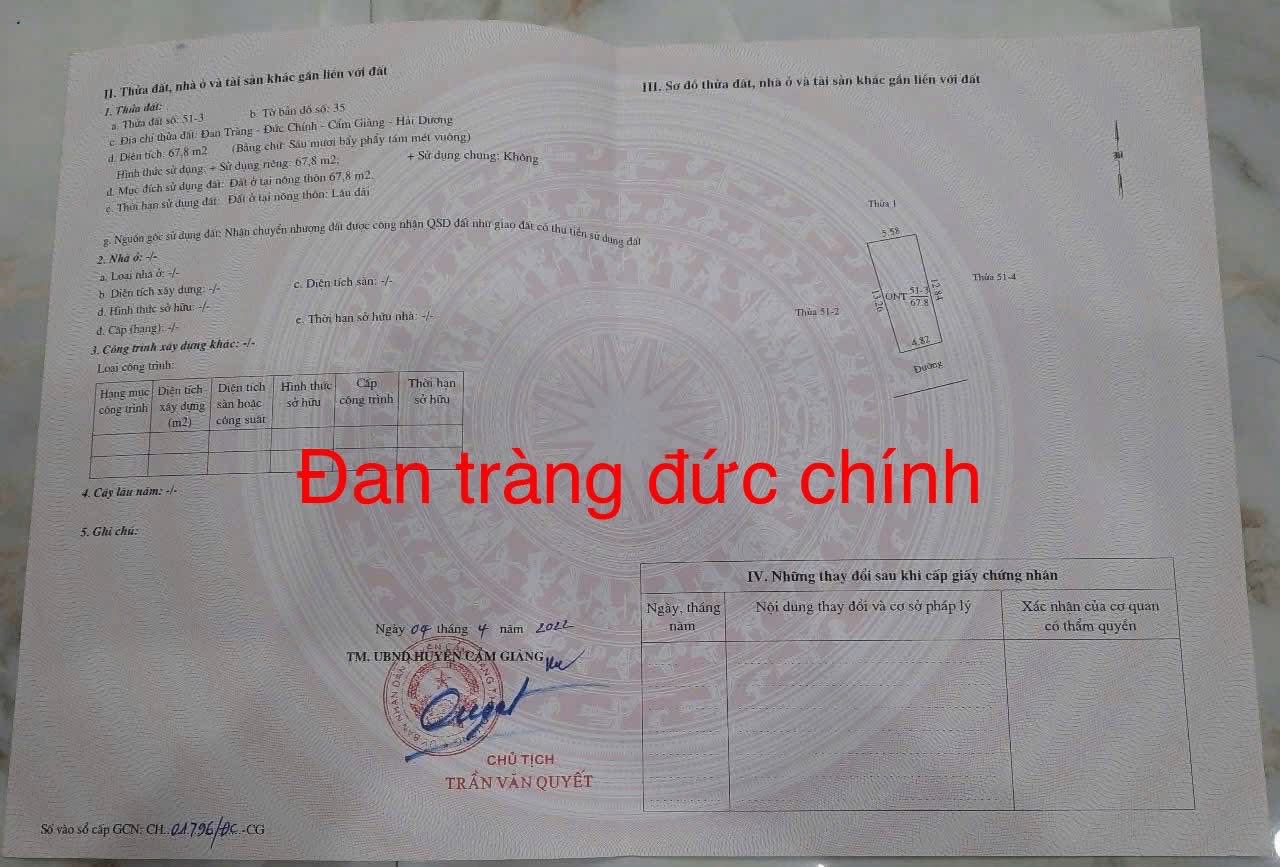 II. Thửa đất, nhà ở và tài sản khác gắn liền với đất
1. Thửa đất:
a. Thửa đất số: 51-3 b. Tờ bản đồ số: 35
c. Địa chỉ thửa đất: Đan Tràng - Đức Chính - Cẩm Giàng - Hải Dương
d. Diện tích: 67,8 m2 (Bằng chữ: Sáu mươi bẩy phẩy tám mét vuông)
Hình thức sử dụng: + Sử dụng riêng: 67,8 m2; + Sử dụng chung: Không
đ. Mục đích sử dụng đất: Đất ở tại nông thôn 67,8 m2.
e. Thời hạn sử dụng đất: Đất ở tại nông thôn: Lâu dài
g. Nguồn gốc sử dụng đất: Nhận chuyển nhượng đất được công nhận QSD đất như giao đất có thu tiền sử dụng đất
2. Nhà ở: -/-
a. Loại nhà ở: -/-
b. Diện tích xây dựng: -/- c. Diện tích sàn: -/-
d. Hình thức sở hữu: -/-
đ. Cấp (hạng): -/- e. Thời hạn sở hữu nhà: -/-
3. Công trình xây dựng khác: -/-
Loại công trình:
Hạng mục công trình
Diện tích xây dựng (m2)
Diện tích sàn hoặc công suất
Hình thức sở hữu
Cấp công trình
Thời hạn sở hữu
4. Cây lâu năm: -/-
5. Ghi chú:
Ngày 04 tháng 4 năm 2022
TM. UBND HUYỆN CẨM GIÀNG
CHỦ TỊCH
TRẦN VĂN QUYẾT
Số vào sổ cấp GCN: CH.01796/ĐC.-CG
III. Sơ đồ thửa đất, nhà ở và tài sản khác gắn liền với đất
Thửa 1
5.58
Thửa 51-4
12.84
13.26
ONT
51-3
67.8
Thửa 51-2
4.82
Đường
Đan tràng đức chính
IV. Những thay đổi sau khi cấp giấy chứng nhận
Ngày, tháng năm
Nội dung thay đổi và cơ sở pháp lý
Xác nhận của cơ quan có thẩm quyền